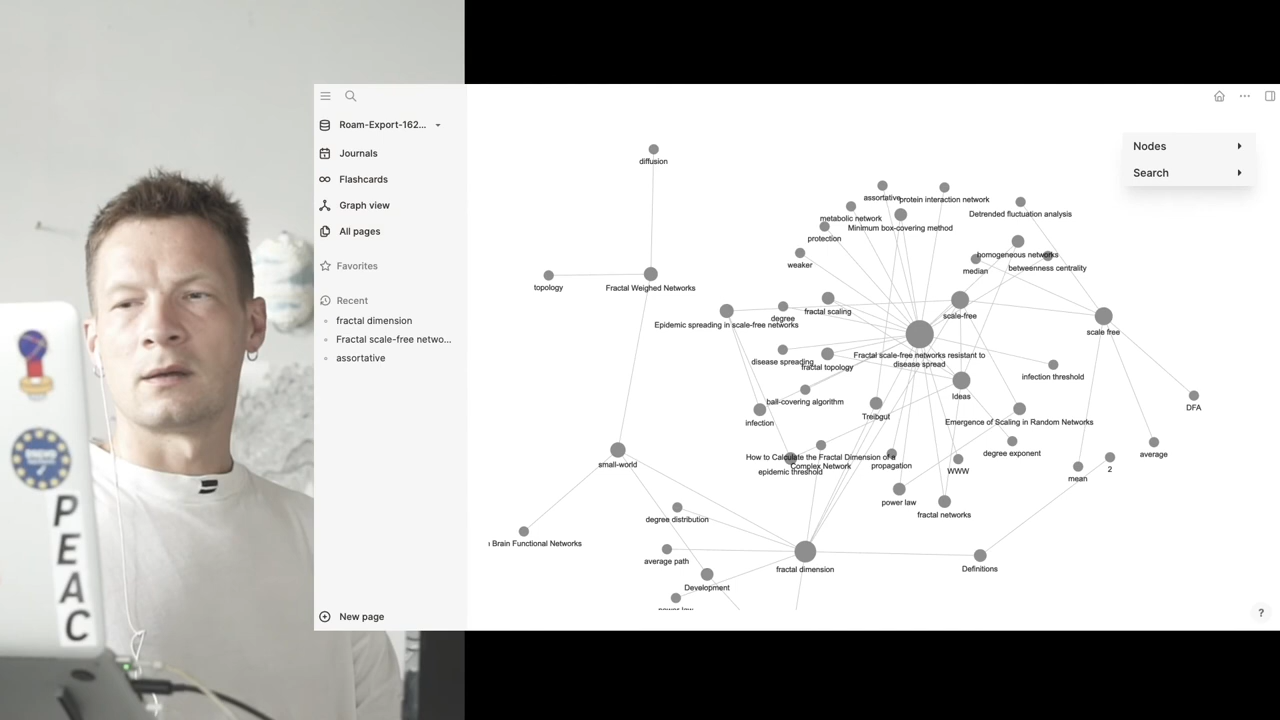 Roam-Export-162...
Journals
Flashcards
Graph view
All pages
Favorites
Recent
fractal dimension
Fractal scale-free netwo...
assortative
New page
Nodes
Search
diffusion
topology
Fractal Weighed Networks
assortative
protein interaction network
metabolic network
Minimum box-covering method
Detrended fluctuation analysis
protection
homogeneous networks
weaker
median
betweenness centrality
fractal scaling
degree
scale-free
Epidemic spreading in scale-free networks
scale free
disease spreading
fractal topology
Fractal scale-free networks resistant to
disease spread
infection threshold
Ideas
ball-covering algorithm
DFA
Treibgut
infection
Emergence of Scaling in Random Networks
degree exponent
average
How to Calculate the Fractal Dimension of a
Complex Network
epidemic threshold
propagation
WWW
small-world
2
mean
power law
fractal networks
degree distribution
Brain Functional Networks
average path
fractal dimension
Definitions
Development
power law
?
PEAC